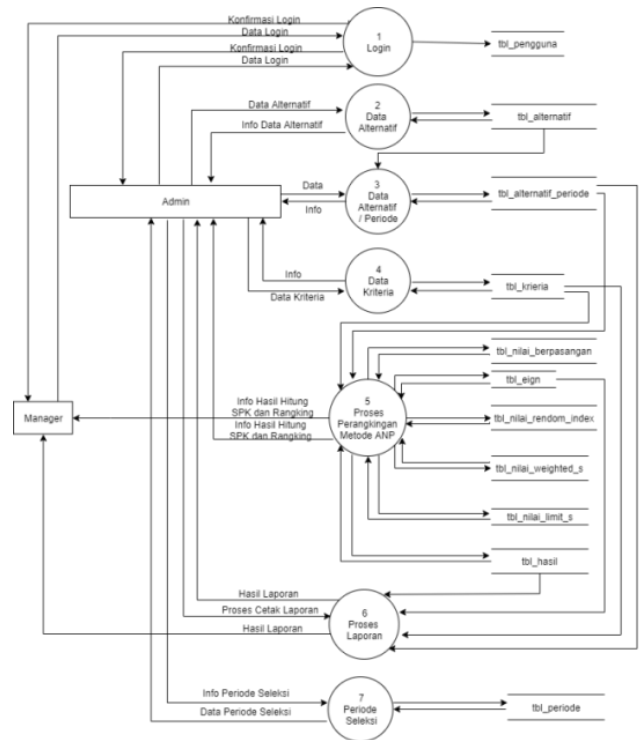 Konfirmasi Login
Data Login
Konfirmasi Login
Data Login
1
Login
tbl_pengguna
Data Alternatif
Info Data Alternatif
2
Data
Alternatif
tbl_alternatif
Admin
Data
Info
3
Data
Alternatif
/ Periode
tbl_alternatif_periode
Info
Data Kriteria
4
Data
Kriteria
tbl_krieria
tbl_nilai_berpasangan
tbl_eign
Manager
Info Hasil Hitung
SPK dan Rangking
Info Hasil Hitung
SPK dan Rangking
5
Proses
Perangkingan
Metode ANP
tbl_nilai_rendom_index
tbl_nilai_weighted_s
tbl_nilai_limit_s
tbl_hasil
Hasil Laporan
Proses Cetak Laporan
Hasil Laporan
6
Proses
Laporan
Info Periode Seleksi
Data Periode Seleksi
7
Periode
Seleksi
tbl_periode